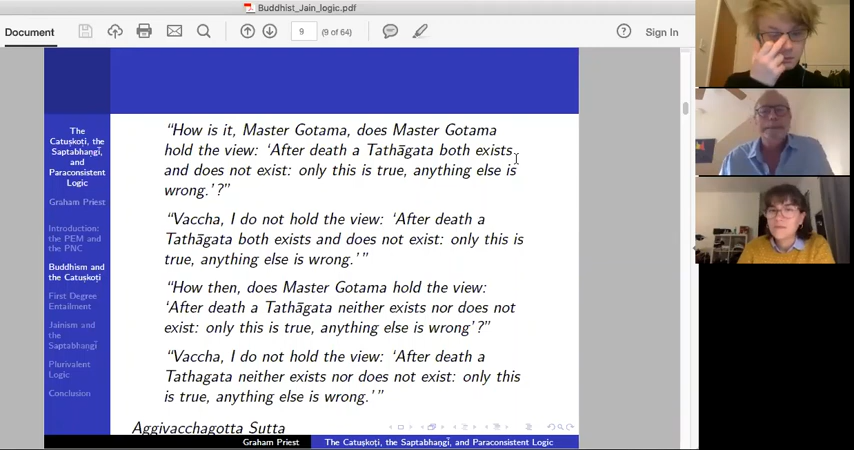 Buddhist_Jain_logic.pdf
Document
9
(9 of 64)
Sign In
The
Catuṣkoṭi, the
Saptabhaṅgī,
and
Paraconsistent
Logic
Graham Priest
Introduction:
the PEM and
the PNC
Buddhism and
the Catuṣkoṭi
First Degree
Entailment
Jainism and
the
Saptabhaṅgī
Plurivalent
Logic
Conclusion
“How is it, Master Gotama, does Master Gotama
hold the view: ‘After death a Tathāgata both exists
and does not exist: only this is true, anything else is
wrong.’?”
“Vaccha, I do not hold the view: ‘After death a
Tathāgata both exists and does not exist: only this is
true, anything else is wrong.’”
“How then, does Master Gotama hold the view:
‘After death a Tathāgata neither exists nor does not
exist: only this is true, anything else is wrong’?”
“Vaccha, I do not hold the view: ‘After death a
Tathagata neither exists nor does not exist: only this
is true, anything else is wrong.’”
Aggivacchagotta Sutta
Graham Priest
The Catuṣkoṭi, the Saptabhaṅgī, and Paraconsistent Logic